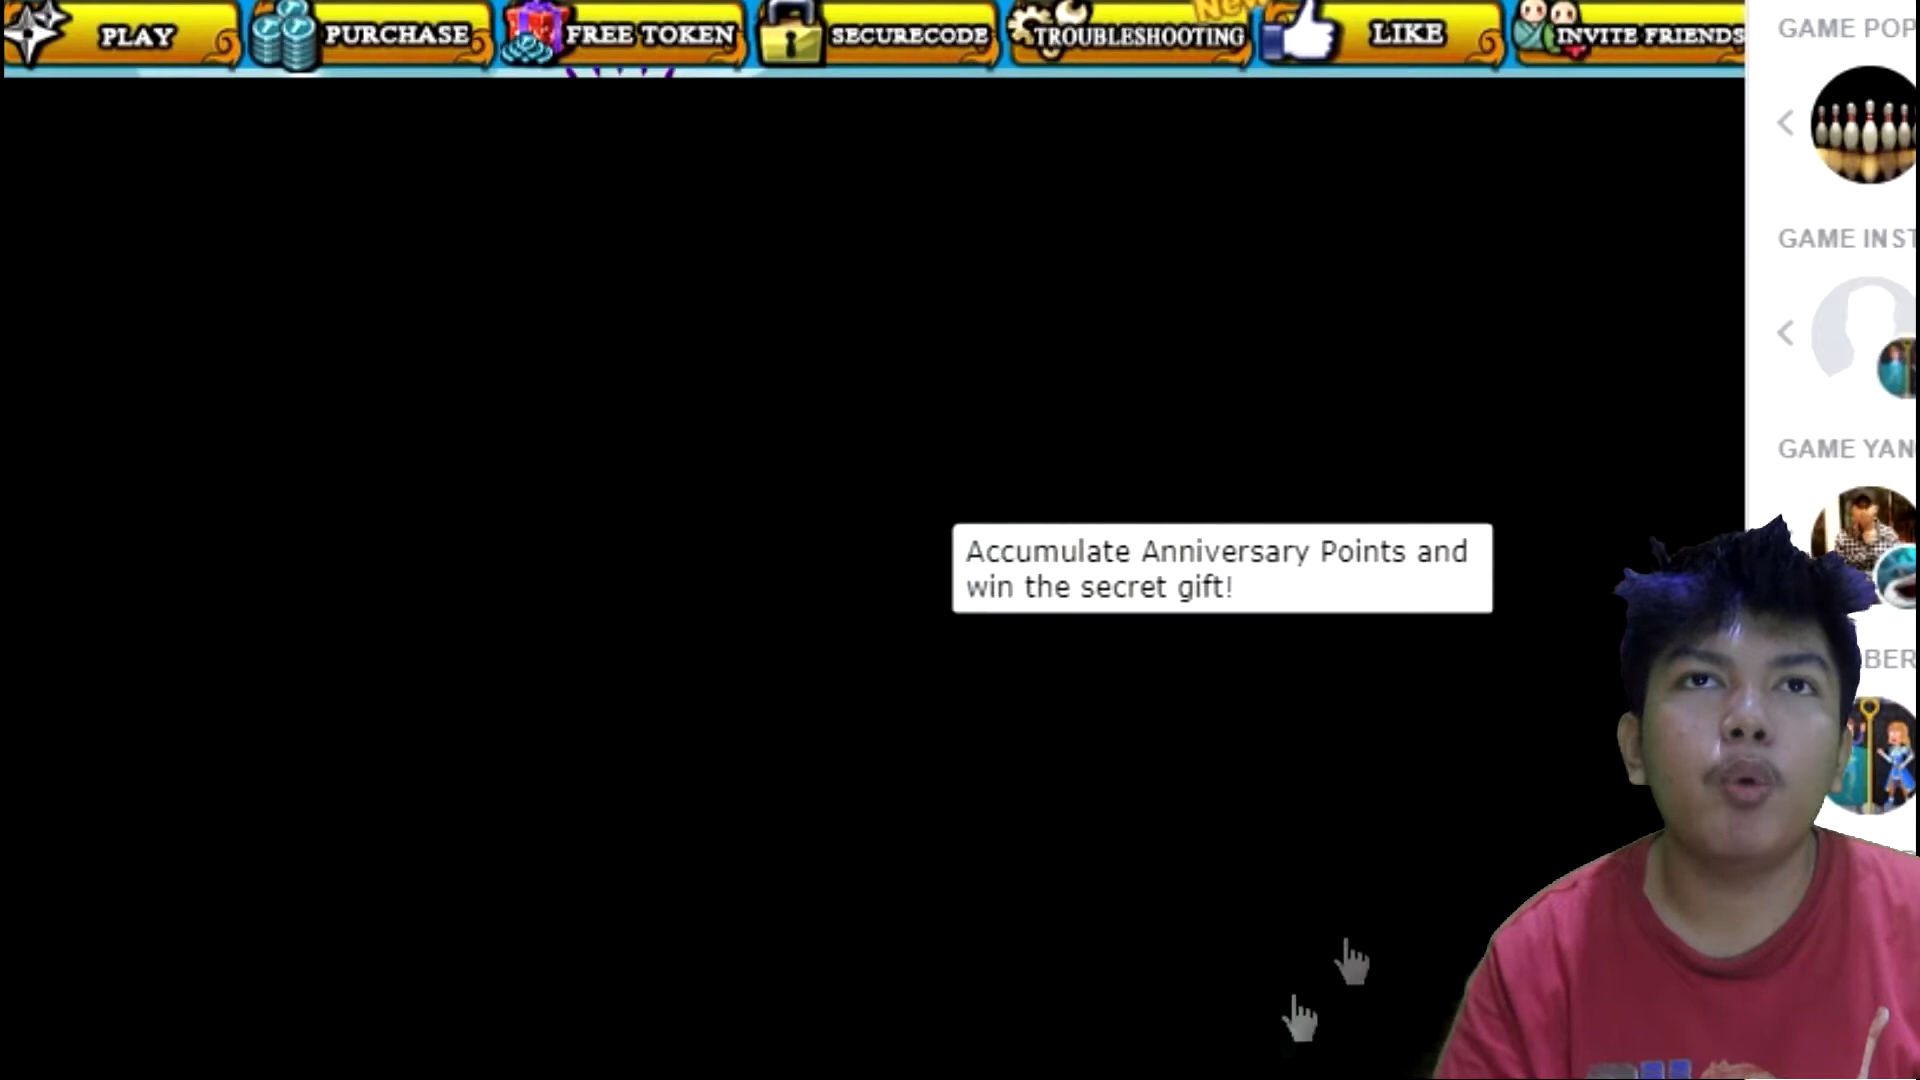 PLAY
PURCHASE
FREE TOKEN
SECURECODE
TROUBLESHOOTING
New
LIKE
INVITE FRIENDS
GAME POP
GAME INST
GAME YAN
BER
Accumulate Anniversary Points and
win the secret gift!